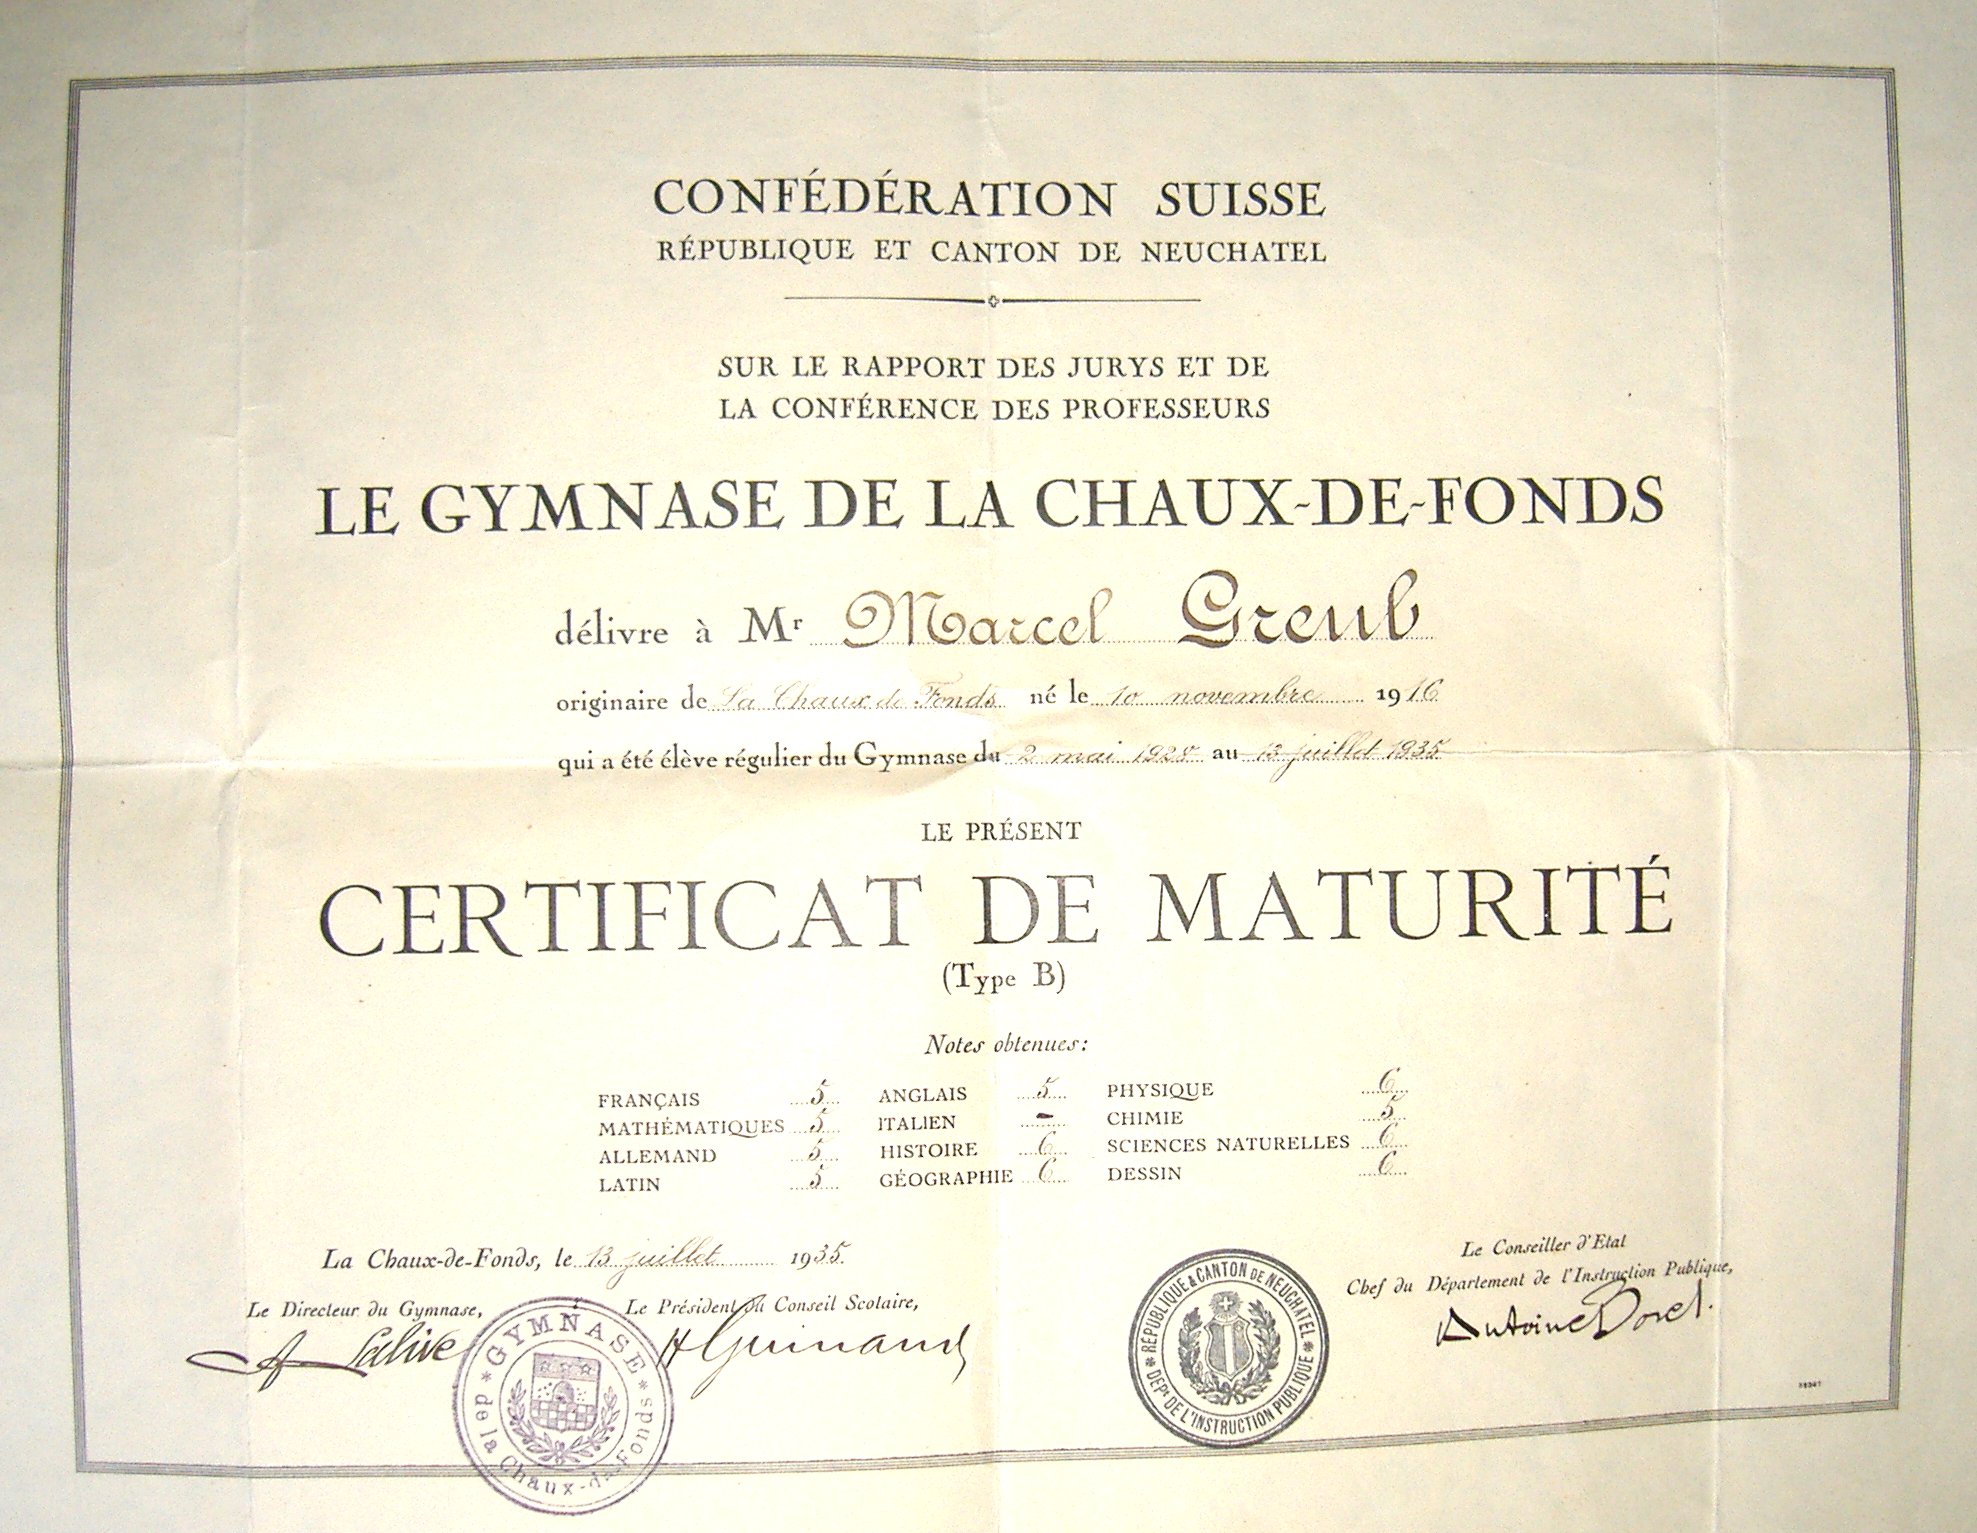 CONFÉDÉRATION SUISSE
RÉPUBLIQUE ET CANTON DE NEUCHATEL
SUR LE RAPPORT DES JURYS ET DE
LA CONFÉRENCE DES PROFESSEURS
LE GYMNASE DE LA CHAUX-DE-FONDS
délivre à Mr Marcel Greub
originaire de La Chaux de Fonds né le 10 novembre 1916
qui a été élève régulier du Gymnase du 2 mai 1928 au 13 juillet 1935
LE PRÉSENT
CERTIFICAT DE MATURITÉ
(Type B)
Notes obtenues:
FRANÇAIS 5 ANGLAIS 5 PHYSIQUE 6
MATHÉMATIQUES 5 ITALIEN - CHIMIE 5
ALLEMAND 5 HISTOIRE 6 SCIENCES NATURELLES 6
LATIN 5 GÉOGRAPHIE 6 DESSIN 6
La Chaux-de-Fonds, le 13 juillet 1935.
Le Directeur du Gymnase,
A Lalive
Le Président du Conseil Scolaire,
H Guinand
Le Conseiller d'Etat
Chef du Département de l'Instruction Publique,
Antoine Borel.
* GYMNASE *
de la Chaux-de-Fonds
RÉPUBLIQUE & CANTON DE NEUCHATEL
* DEPt DE L'INSTRUCTION PUBLIQUE *